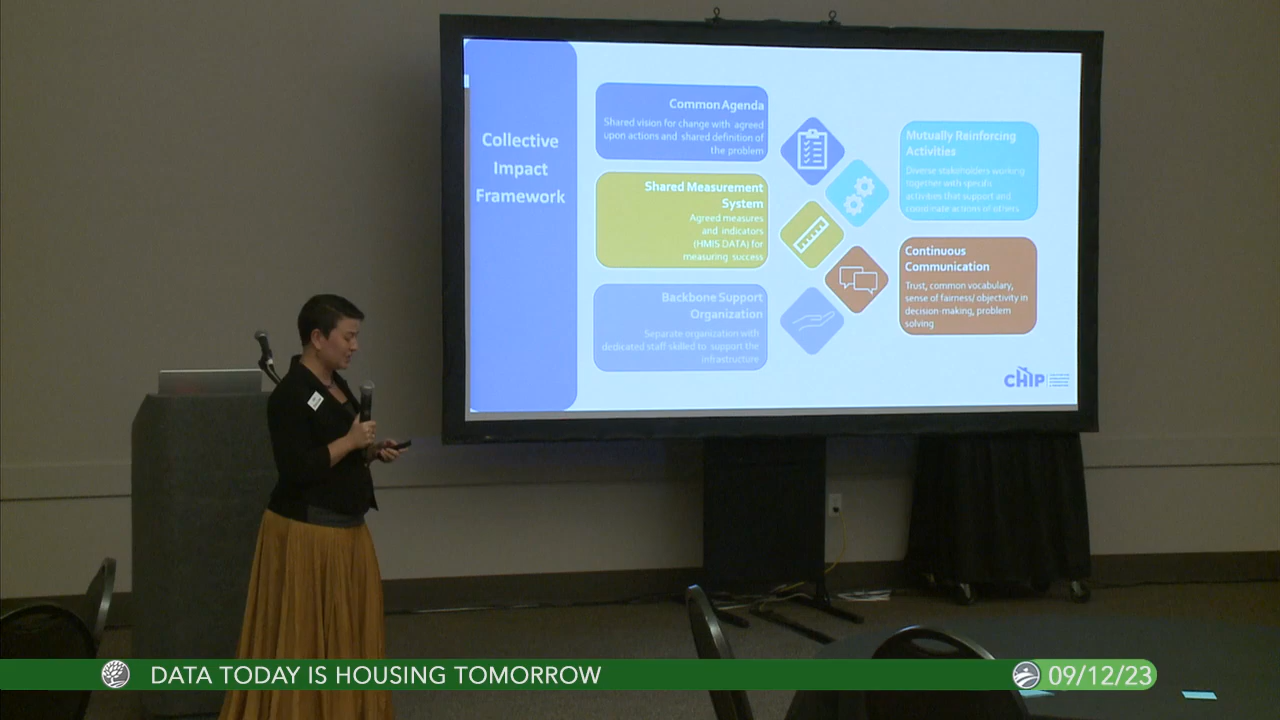 Collective
Impact
Framework
Common Agenda
Shared vision for change with agreed
upon actions and shared definition of
the problem
Shared Measurement
System
Agreed measures
and indicators
(HMIS DATA) for
measuring success
Backbone Support
Organization
Separate organization with
dedicated staff skilled to support the
infrastructure
Mutually Reinforcing
Activities
Diverse stakeholders working
together with specific
activities that support and
coordinate actions of others
Continuous
Communication
Trust, common vocabulary,
sense of fairness/ objectivity in
decision-making, problem
solving
CHIP
DATA TODAY IS HOUSING TOMORROW
09/12/23